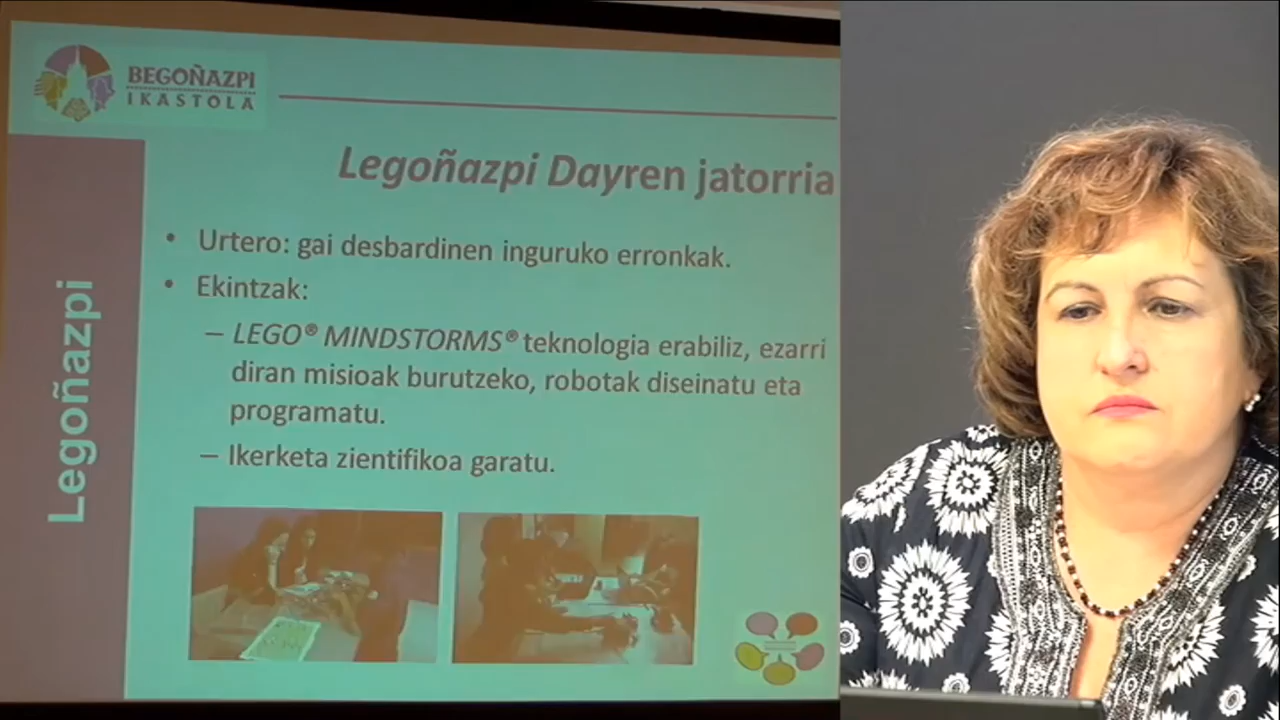 BEGOÑAZPI
IKASTOLA
Legoñazpi Dayren jatorria
Legoñazpi
• Urtero: gai desbardinen inguruko erronkak.
• Ekintzak:
– LEGO® MINDSTORMS® teknologia erabiliz, ezarri
diran misioak burutzeko, robotak diseinatu eta
programatu.
– Ikerketa zientifikoa garatu.